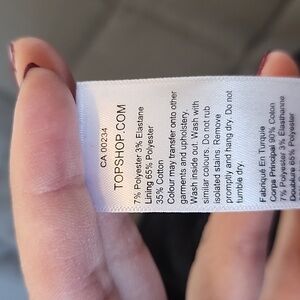 CA 00234
TOPSHOP.COM
7% Polyester 3% Elastane
Lining 65% Polyester
35% Cotton
Colour may transfer onto other
garments and upholstery.
Wash inside out. Wash with
similar colours. Do not rub
isolated stains. Remove
promptly and hang dry. Do not
tumble dry.
Fabriqué En Turquie
Corps Principal 90% Coton
7% Polyester 3% Elasthanne
Doublure 65% Polyester